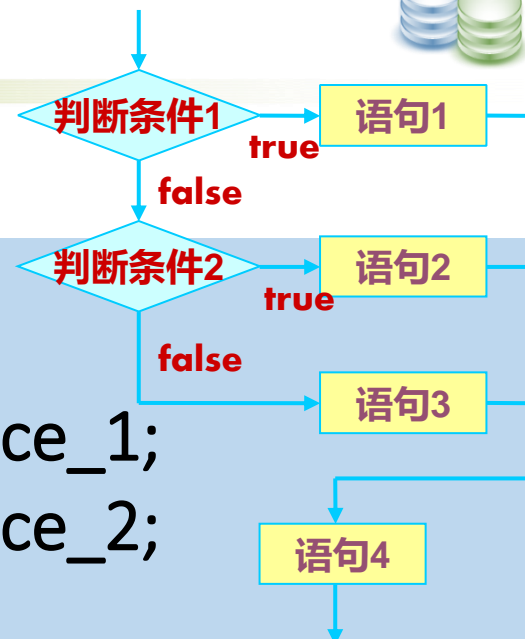 判断条件1
语句1
true
false
判断条件2
语句2
true
false
语句3
ce_1;
ce_2;
语句4